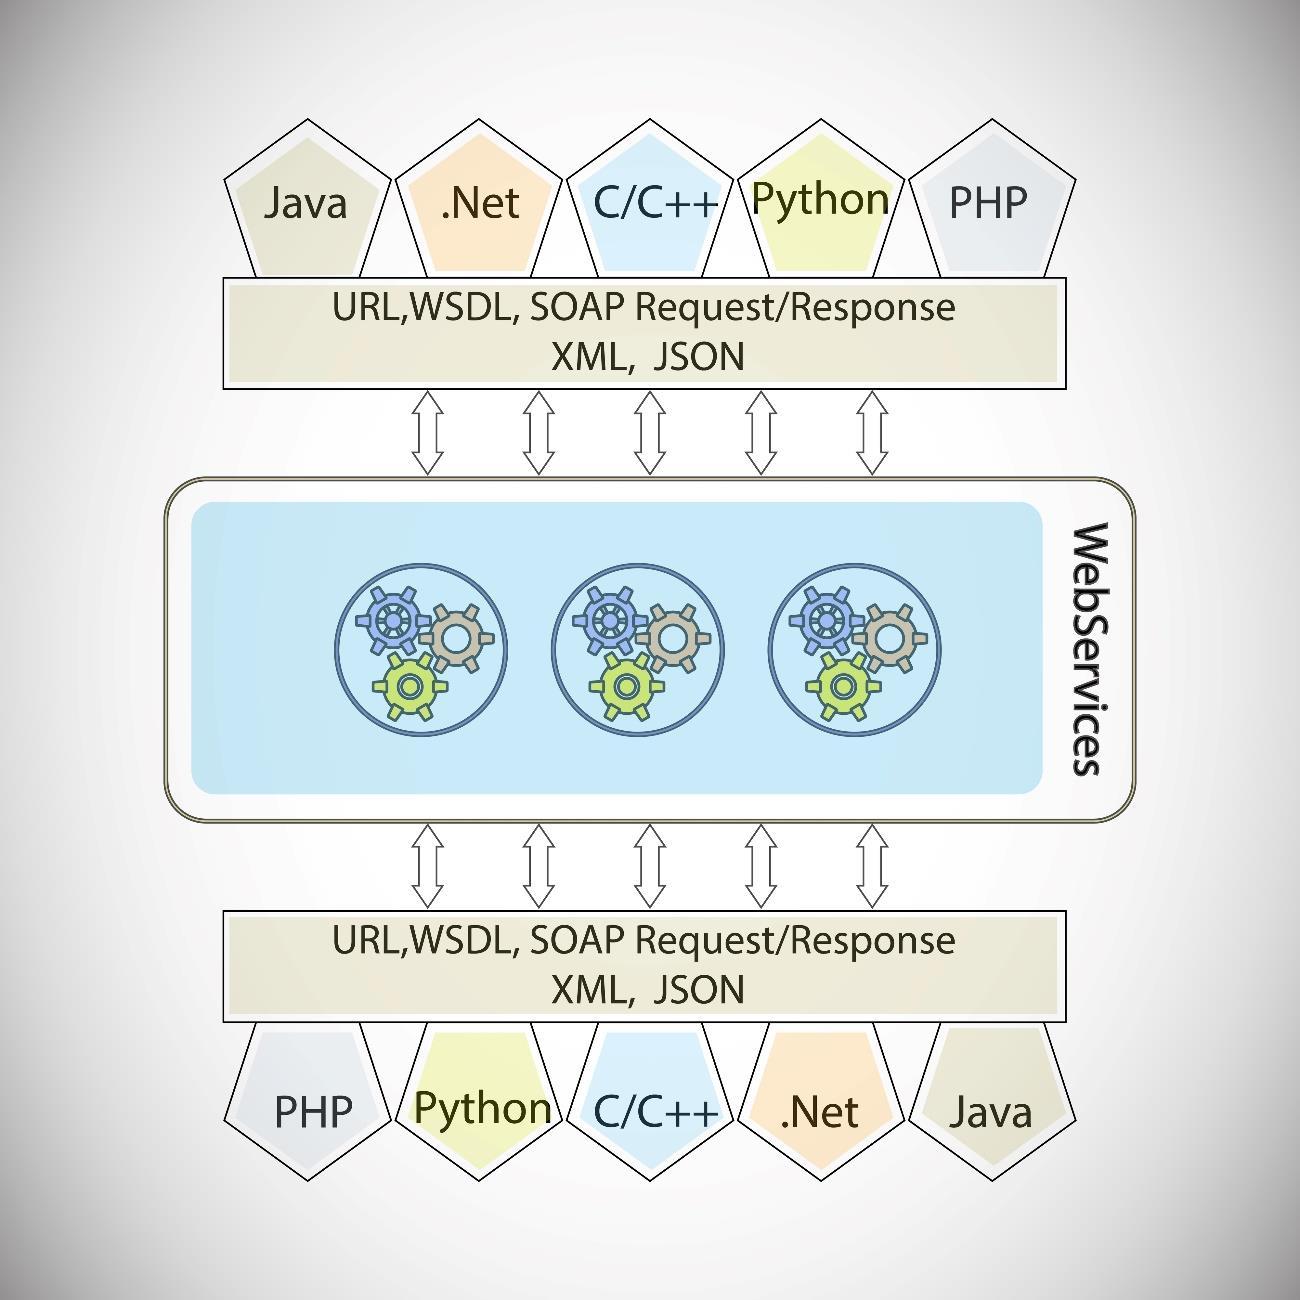 Java
.Net
C/C++
Python
PHP
URL,WSDL, SOAP Request/Response
XML, JSON
WebServices
URL,WSDL, SOAP Request/Response
XML, JSON
PHP
Python
C/C++
.Net
Java